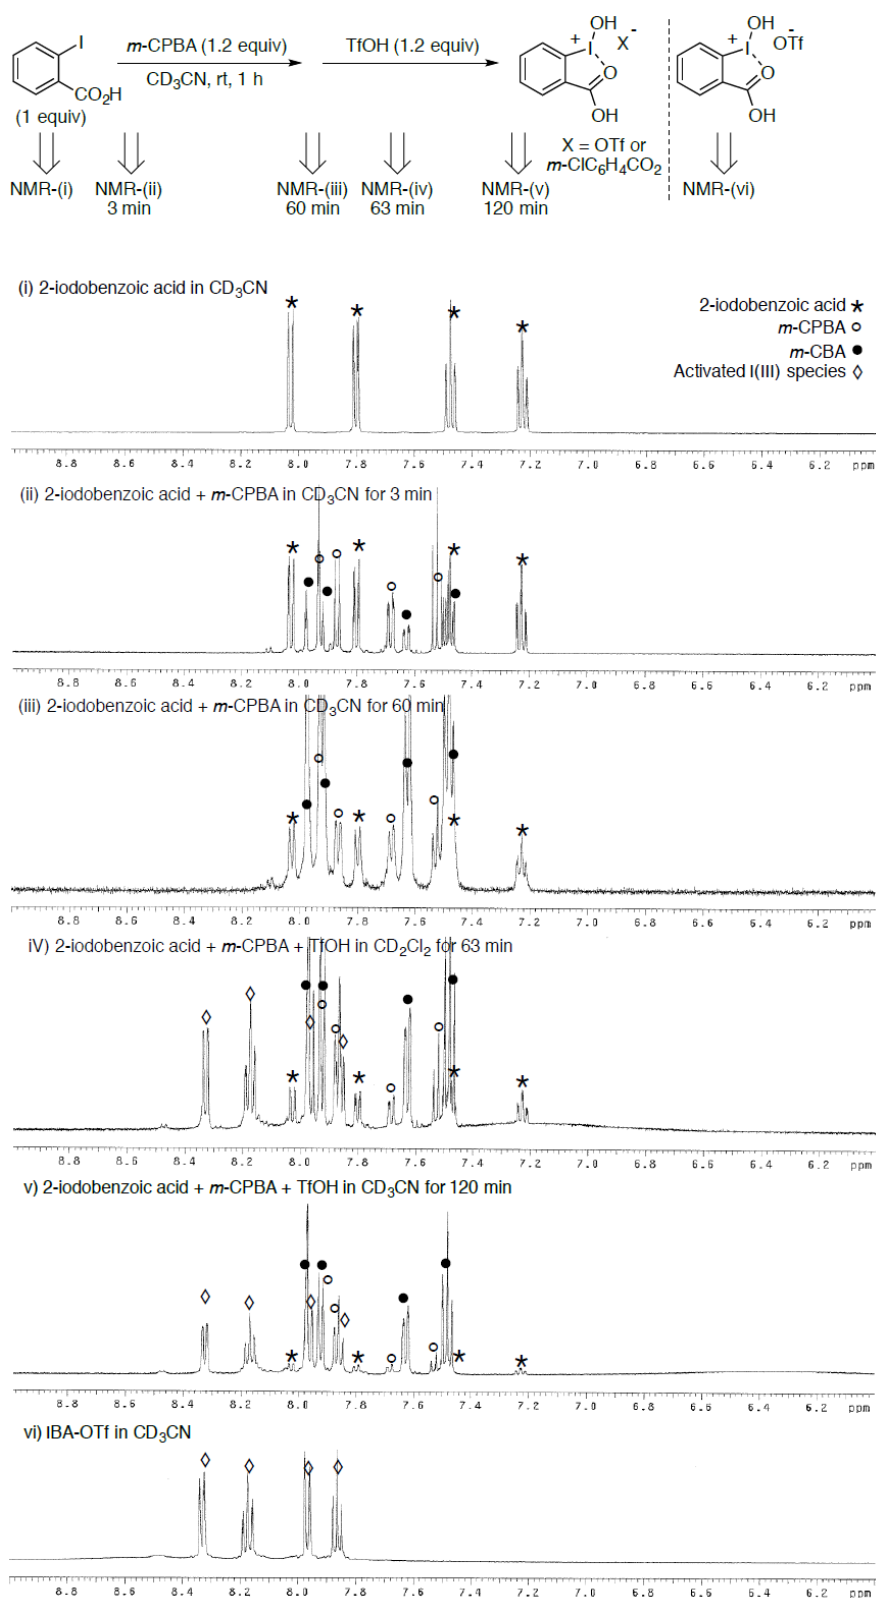 I
CO2H
(1 equiv)
m-CPBA (1.2 equiv)
CD3CN, rt, 1 h
TfOH (1.2 equiv)
OH
+
I
X-
O
OH
X = OTf or
m-ClC6H4CO2
OH
+
I
-OTf
O
OH
NMR-(i)
NMR-(ii)
3 min
NMR-(iii)
60 min
NMR-(iv)
63 min
NMR-(v)
120 min
NMR-(vi)
(i) 2-iodobenzoic acid in CD3CN
2-iodobenzoic acid ★
m-CPBA o
m-CBA ●
Activated I(III) species ◊
8.8 8.6 8.4 8.2 8.0 7.8 7.6 7.4 7.2 7.0 6.8 6.6 6.4 6.2 ppm
(ii) 2-iodobenzoic acid + m-CPBA in CD3CN for 3 min
8.8 8.6 8.4 8.2 8.0 7.8 7.6 7.4 7.2 7.0 6.8 6.6 6.4 6.2 ppm
(iii) 2-iodobenzoic acid + m-CPBA in CD3CN for 60 min
8.8 8.6 8.4 8.2 8.0 7.8 7.6 7.4 7.2 7.0 6.8 6.6 6.4 6.2 ppm
iV) 2-iodobenzoic acid + m-CPBA + TfOH in CD2Cl2 for 63 min
8.8 8.6 8.4 8.2 8.0 7.8 7.6 7.4 7.2 7.0 6.8 6.6 6.4 6.2 ppm
v) 2-iodobenzoic acid + m-CPBA + TfOH in CD3CN for 120 min
8.8 8.6 8.4 8.2 8.0 7.8 7.6 7.4 7.2 7.0 6.8 6.6 6.4 6.2 ppm
vi) IBA-OTf in CD3CN
8.8 8.6 8.4 8.2 8.0 7.8 7.6 7.4 7.2 7.0 6.8 6.6 6.4 6.2 ppm